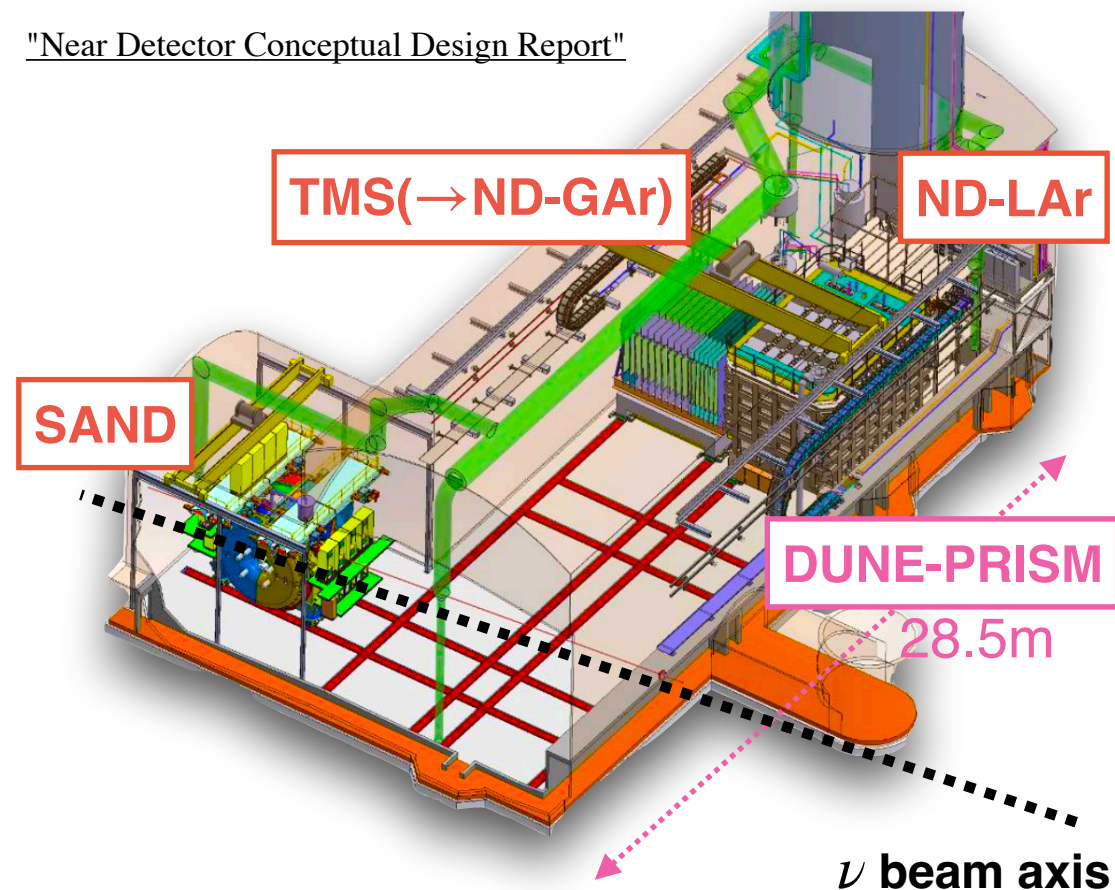 "Near Detector Conceptual Design Report"
TMS(→ND-GAr)
ND-LAr
SAND
DUNE-PRISM
28.5m
ν beam axis